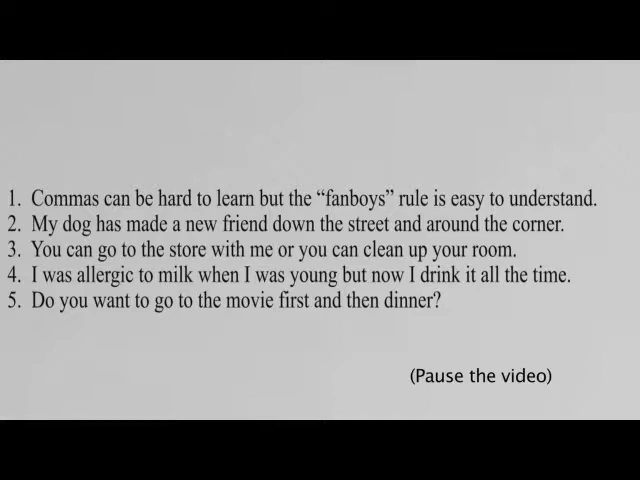 1. Commas can be hard to learn but the “fanboys” rule is easy to understand.
2. My dog has made a new friend down the street and around the corner.
3. You can go to the store with me or you can clean up your room.
4. I was allergic to milk when I was young but now I drink it all the time.
5. Do you want to go to the movie first and then dinner?
(Pause the video)